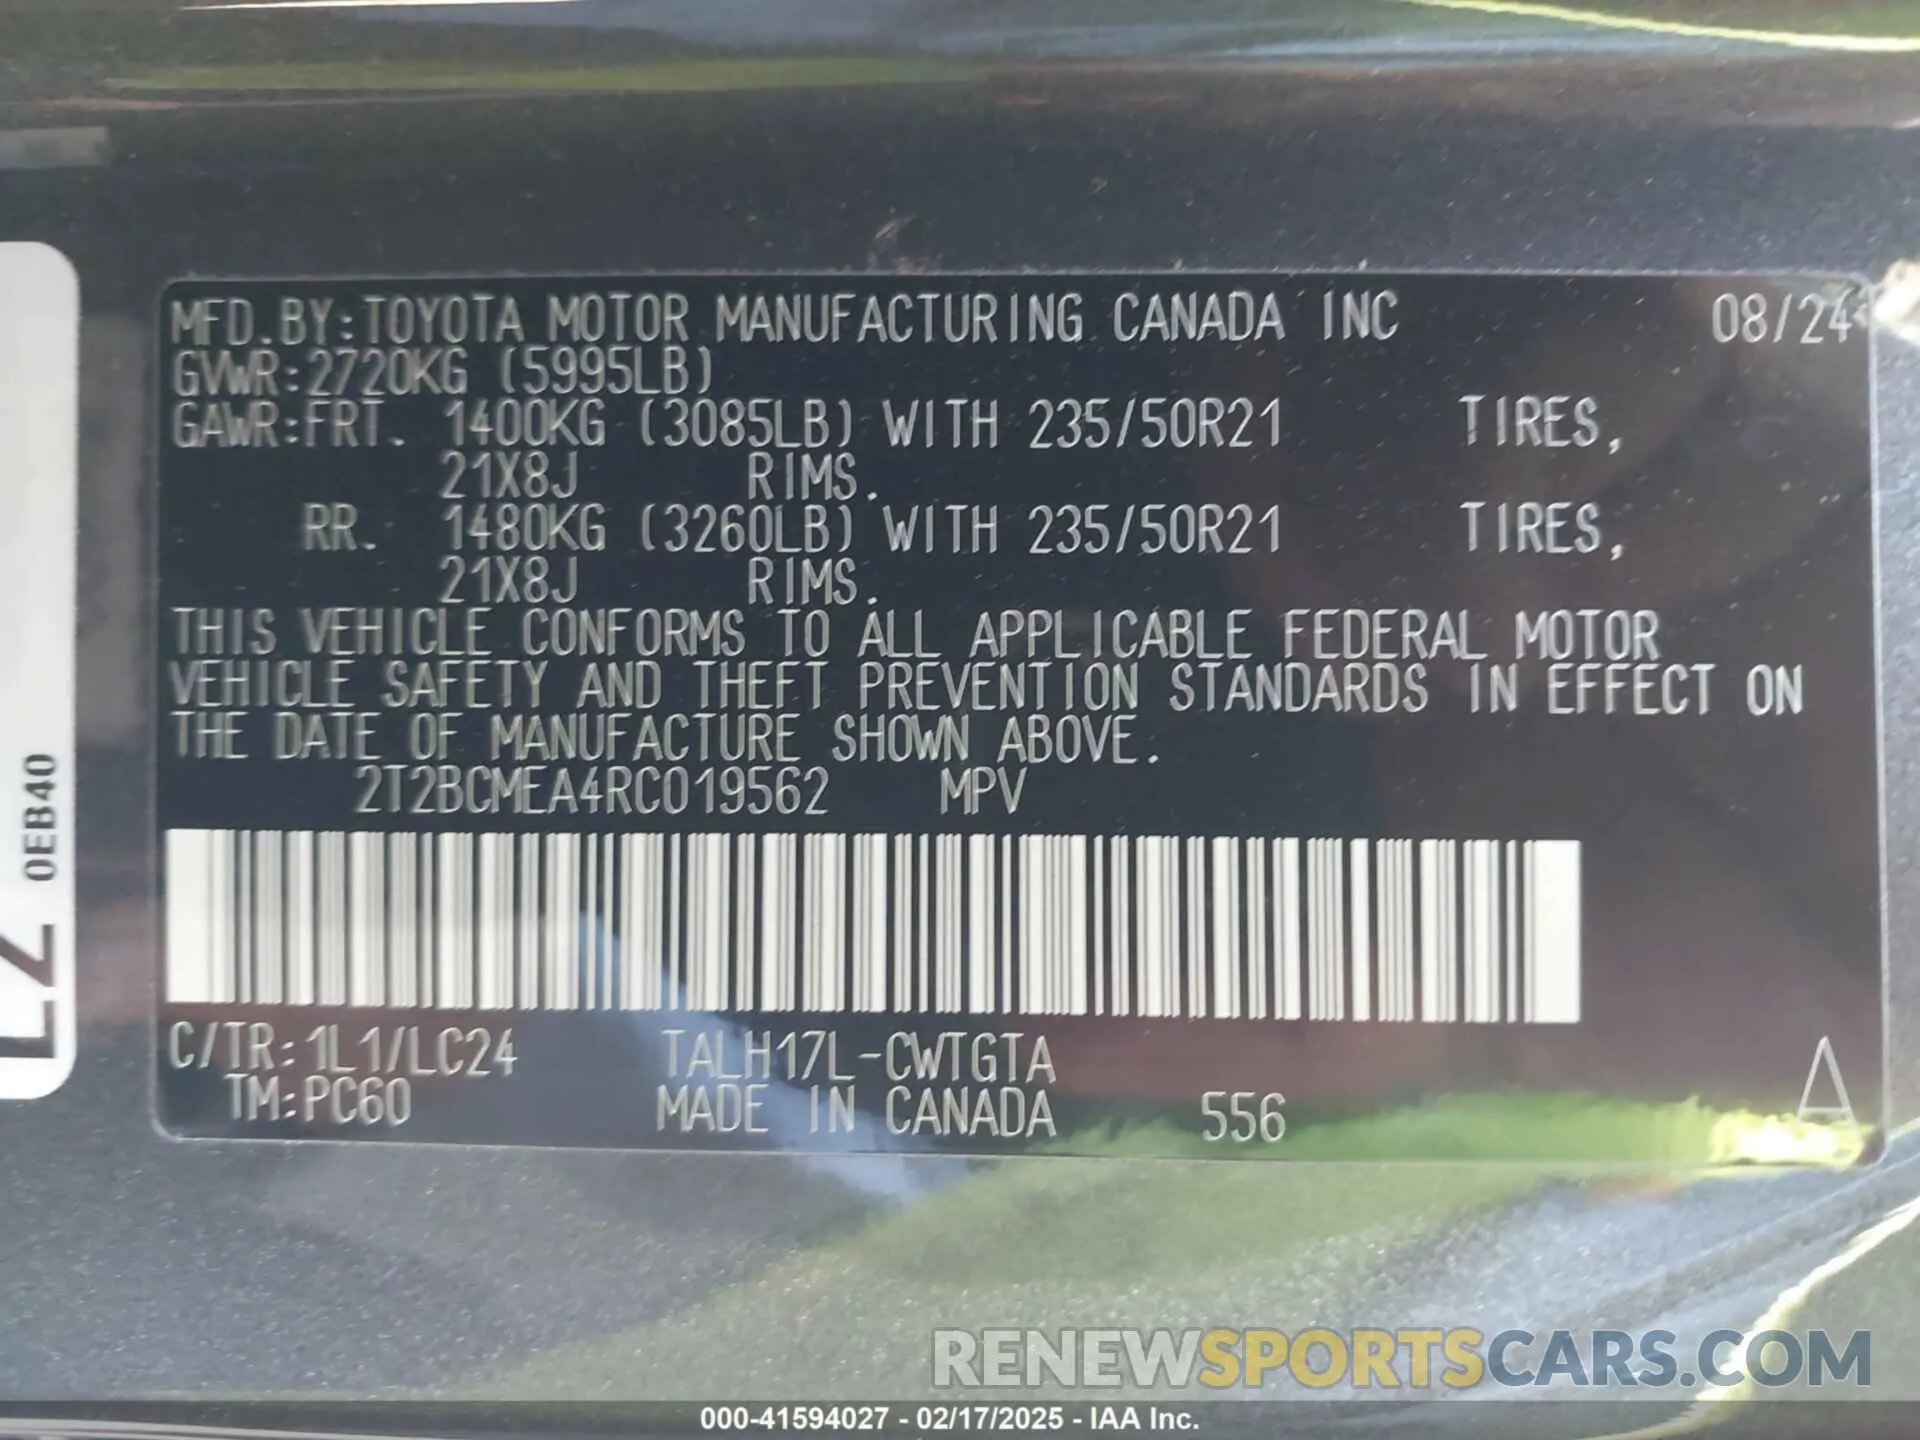 MFD.BY:TOYOTA MOTOR MANUFACTURING CANADA INC 08/24
GVWR:2720KG (5995LB)
GAWR:FRT. 1400KG (3085LB) WITH 235/50R21 TIRES,
21X8J RIMS.
RR. 1480KG (3260LB) WITH 235/50R21 TIRES,
21X8J RIMS.
THIS VEHICLE CONFORMS TO ALL APPLICABLE FEDERAL MOTOR
VEHICLE SAFETY AND THEFT PREVENTION STANDARDS IN EFFECT ON
THE DATE OF MANUFACTURE SHOWN ABOVE.
2T2BCMEA4RC019562 MPV
C/TR:1L1/LC24 TALH17L-CWTGTA
TM:PC60 MADE IN CANADA 556 A
0EB40
RENEWSPORTSCARS.COM
000-41594027 - 02/17/2025 - IAA Inc.